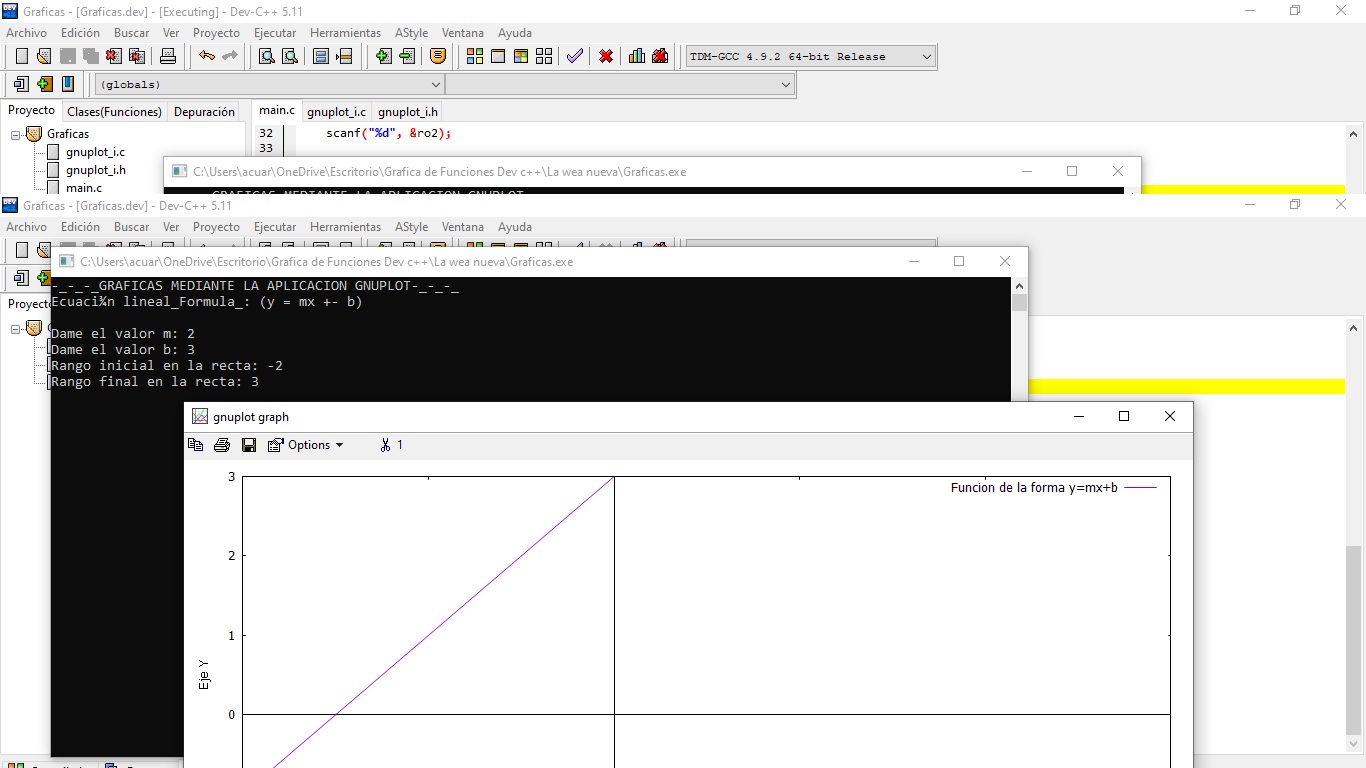 Graficas - [Graficas.dev] - [Executing] - Dev-C++ 5.11
Archivo Edición Buscar Ver Proyecto Ejecutar Herramientas AStyle Ventana Ayuda
TDM-GCC 4.9.2 64-bit Release
(globals)
Proyecto Clases(Funciones) Depuración main.c gnuplot_i.c gnuplot_i.h
Graficas
gnuplot_i.c
gnuplot_i.h
main.c
32 scanf("%d", &ro2);
33
C:\Users\acuar\OneDrive\Escritorio\Grafica de Funciones Dev c++\La wea nueva\Graficas.exe
GRAFICAS MEDIANTE LA APLICACION GNUPLOT
Graficas - [Graficas.dev] - Dev-C++ 5.11
Archivo Edición Buscar Ver Proyecto Ejecutar Herramientas AStyle Ventana Ayuda
Proyecto
C:\Users\acuar\OneDrive\Escritorio\Grafica de Funciones Dev c++\La wea nueva\Graficas.exe
-_-_-_GRAFICAS MEDIANTE LA APLICACION GNUPLOT-_-_-_
Ecuaci¾n lineal_Formula_: (y = mx +- b)
Dame el valor m: 2
Dame el valor b: 3
Rango inicial en la recta: -2
Rango final en la recta: 3
gnuplot graph
Options 1
Funcion de la forma y=mx+b
3
2
1
0
Eje Y